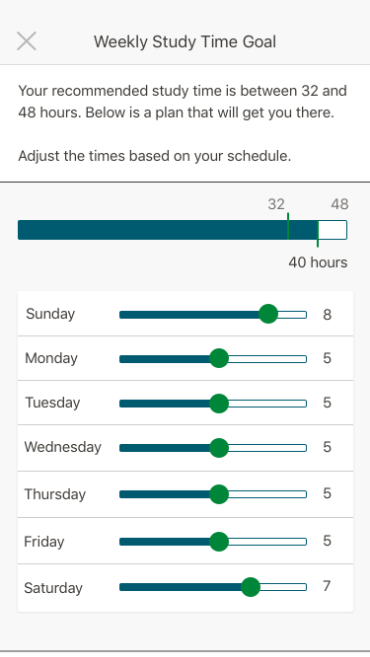 Weekly Study Time Goal
Your recommended study time is between 32 and
48 hours. Below is a plan that will get you there.
Adjust the times based on your schedule.
32 48
40 hours
Sunday 8
Monday 5
Tuesday 5
Wednesday 5
Thursday 5
Friday 5
Saturday 7